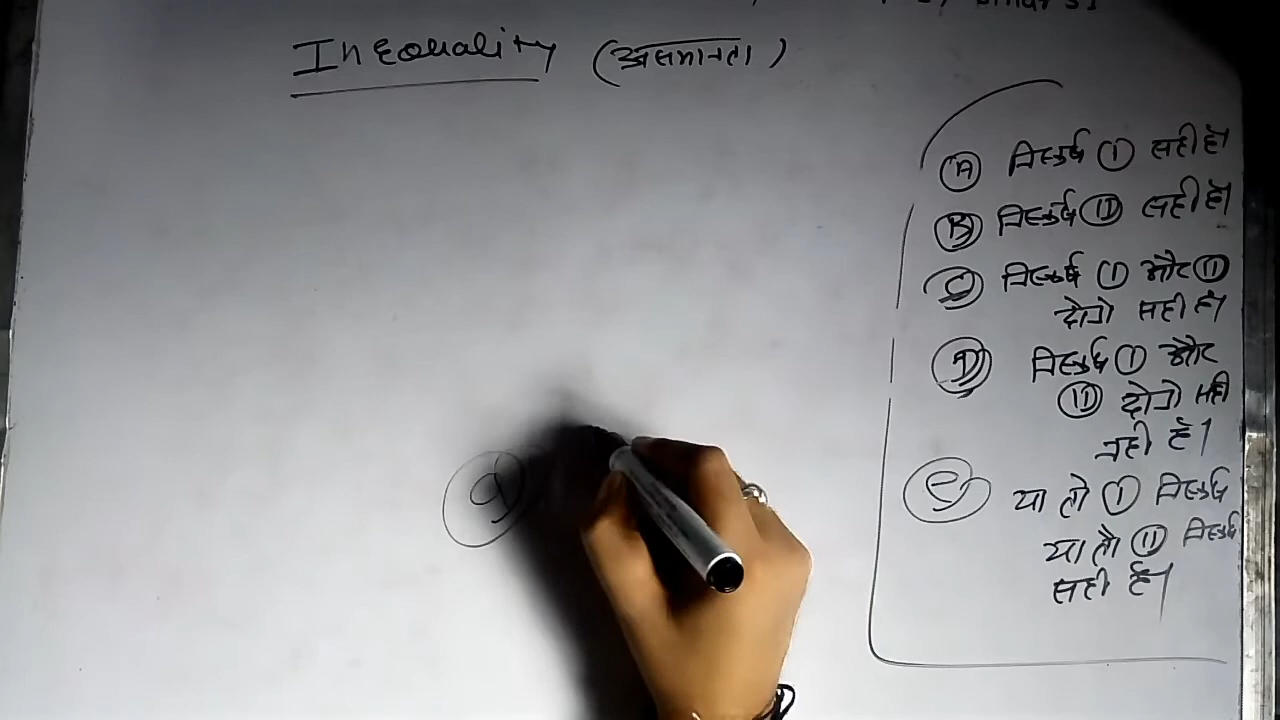 Inequality (असमानता)
(A) निष्कर्ष (I) सही है।
(B) निष्कर्ष (II) सही है।
(C) निष्कर्ष (I) और (II)
दोनो सही है।
(D) निष्कर्ष (I) और
(II) दोनो सही
नही है।
(e) या तो (I) निष्कर्ष
या तो (II) निष्कर्ष
सही है।